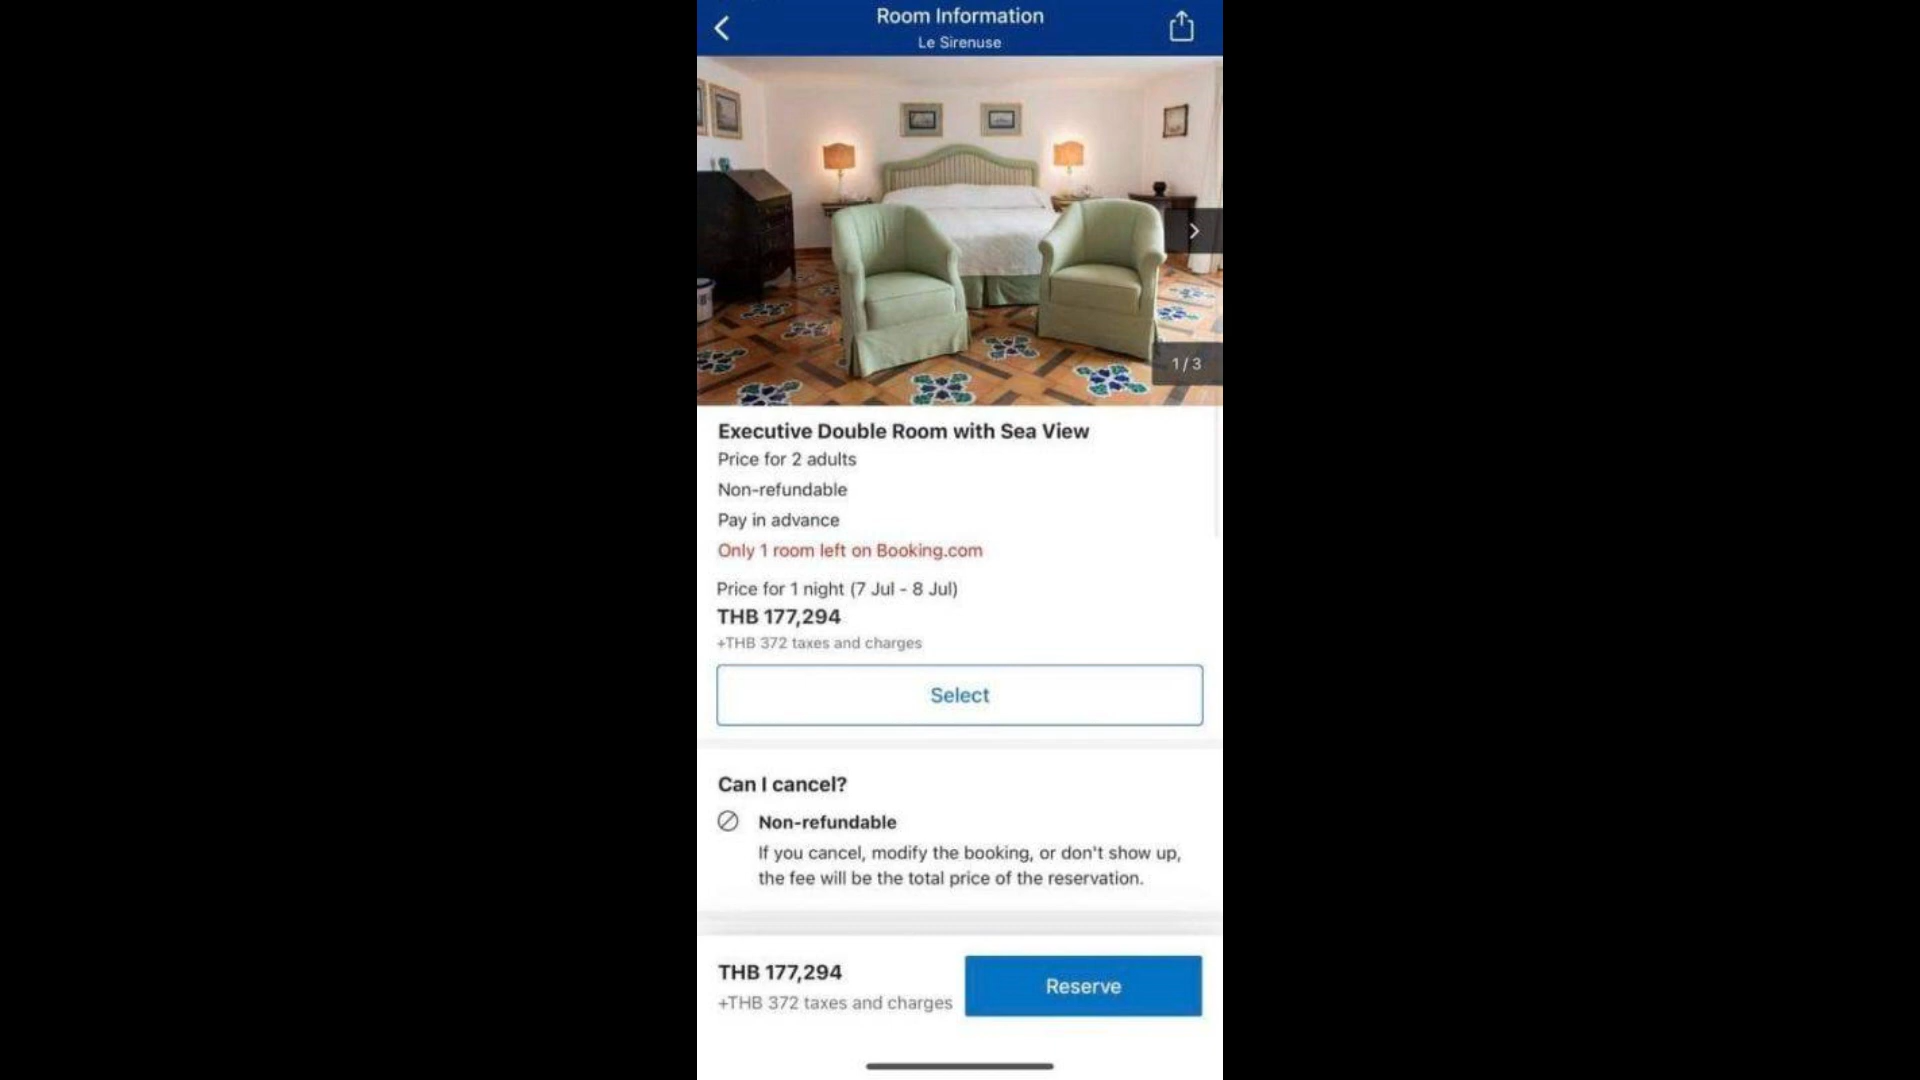 Room Information
Le Sirenuse
1/3
Executive Double Room with Sea View
Price for 2 adults
Non-refundable
Pay in advance
Only 1 room left on Booking.com
Price for 1 night (7 Jul - 8 Jul)
THB 177,294
+THB 372 taxes and charges
Select
Can I cancel?
Non-refundable
If you cancel, modify the booking, or don't show up,
the fee will be the total price of the reservation.
THB 177,294
+THB 372 taxes and charges
Reserve